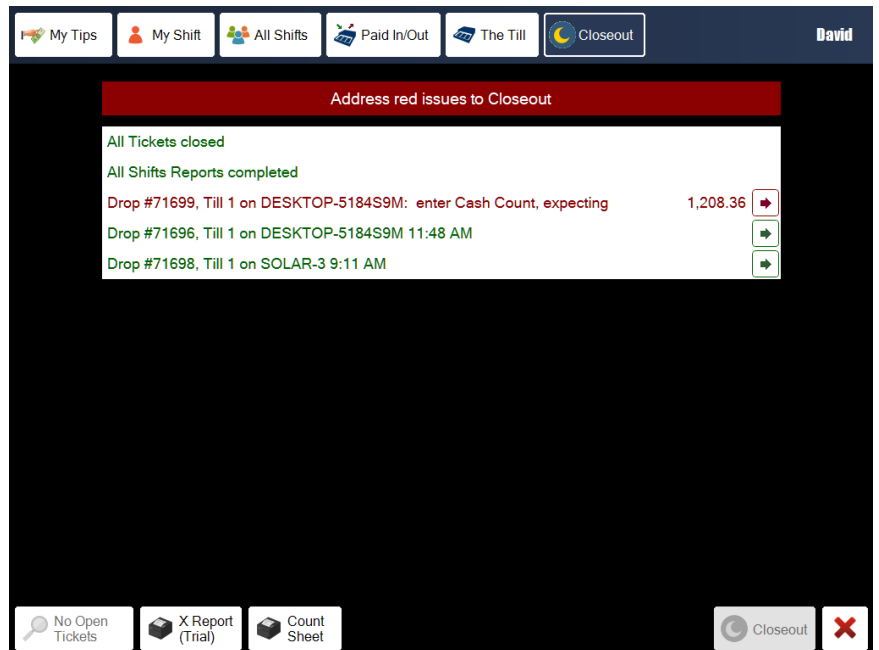 My Tips
My Shift
All Shifts
Paid In/Out
The Till
Closeout
David
Address red issues to Closeout
All Tickets closed
All Shifts Reports completed
Drop #71699, Till 1 on DESKTOP-5184S9M:  enter Cash Count, expecting 1,208.36
Drop #71696, Till 1 on DESKTOP-5184S9M 11:48 AM
Drop #71698, Till 1 on SOLAR-3 9:11 AM
No Open
Tickets
X Report
(Trial)
Count
Sheet
Closeout